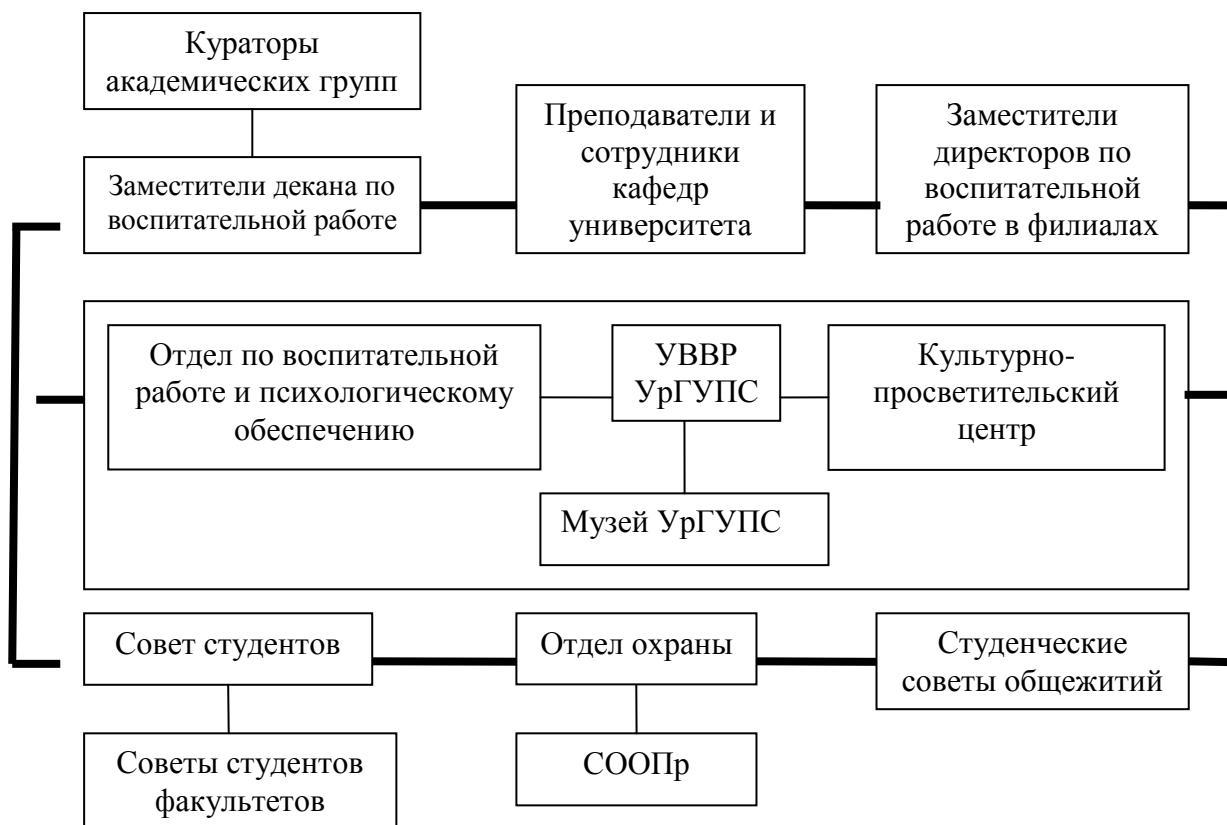 Кураторы
академических групп
Заместители декана по
воспитательной работе
Преподаватели и
сотрудники
кафедр
университета
Заместители
директоров по
воспитательной
работе в филиалах
Отдел по воспитательной
работе и психологическому
обеспечению
УВВР
УрГУПС
Культурно-
просветительский
центр
Музей УрГУПС
Совет студентов
Советы студентов
факультетов
Отдел охраны
СООПр
Студенческие
советы общежитий